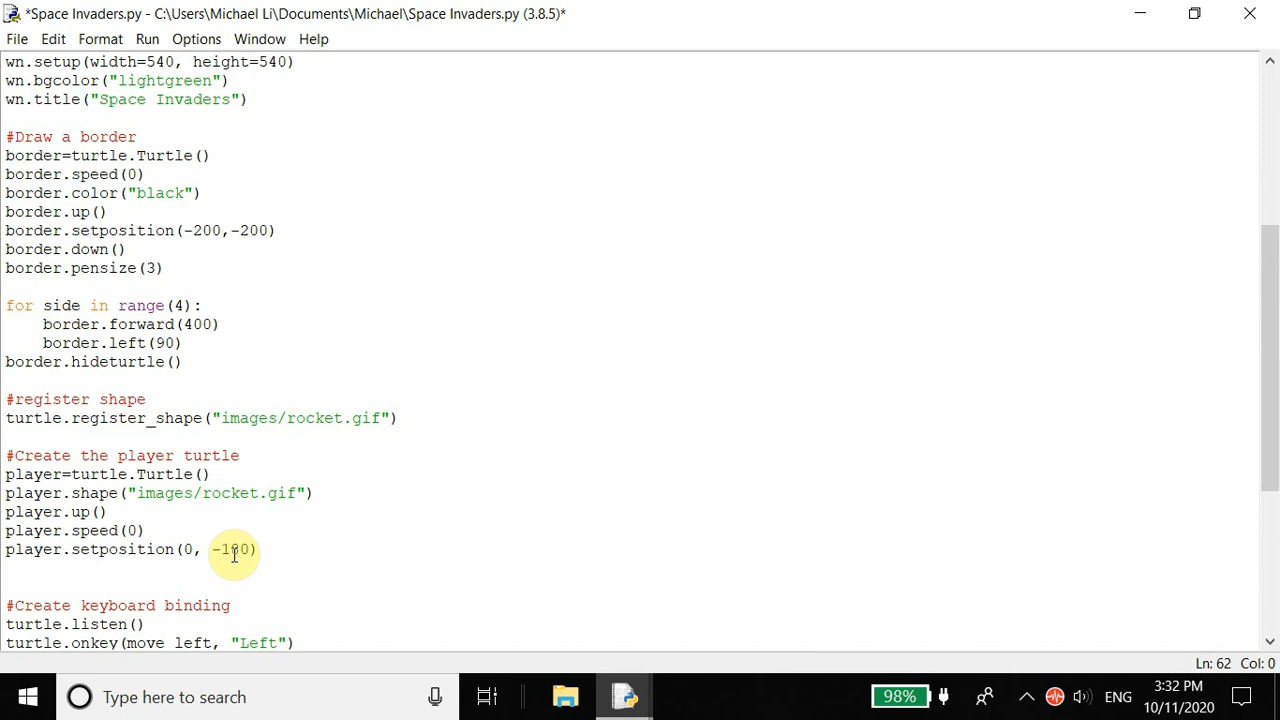 *Space Invaders.py - C:\Users\Michael Li\Documents\Michael\Space Invaders.py (3.8.5)*
File Edit Format Run Options Window Help
wn.setup(width=540, height=540)
wn.bgcolor("lightgreen")
wn.title("Space Invaders")
#Draw a border
border=turtle.Turtle()
border.speed(0)
border.color("black")
border.up()
border.setposition(-200,-200)
border.down()
border.pensize(3)
for side in range(4):
    border.forward(400)
    border.left(90)
border.hideturtle()
#register shape
turtle.register_shape("images/rocket.gif")
#Create the player turtle
player=turtle.Turtle()
player.shape("images/rocket.gif")
player.up()
player.speed(0)
player.setposition(0, -180)
#Create keyboard binding
turtle.listen()
turtle.onkey(move_left, "Left")
Ln: 62 Col: 0
Type here to search
98%
ENG
3:32 PM
10/11/2020